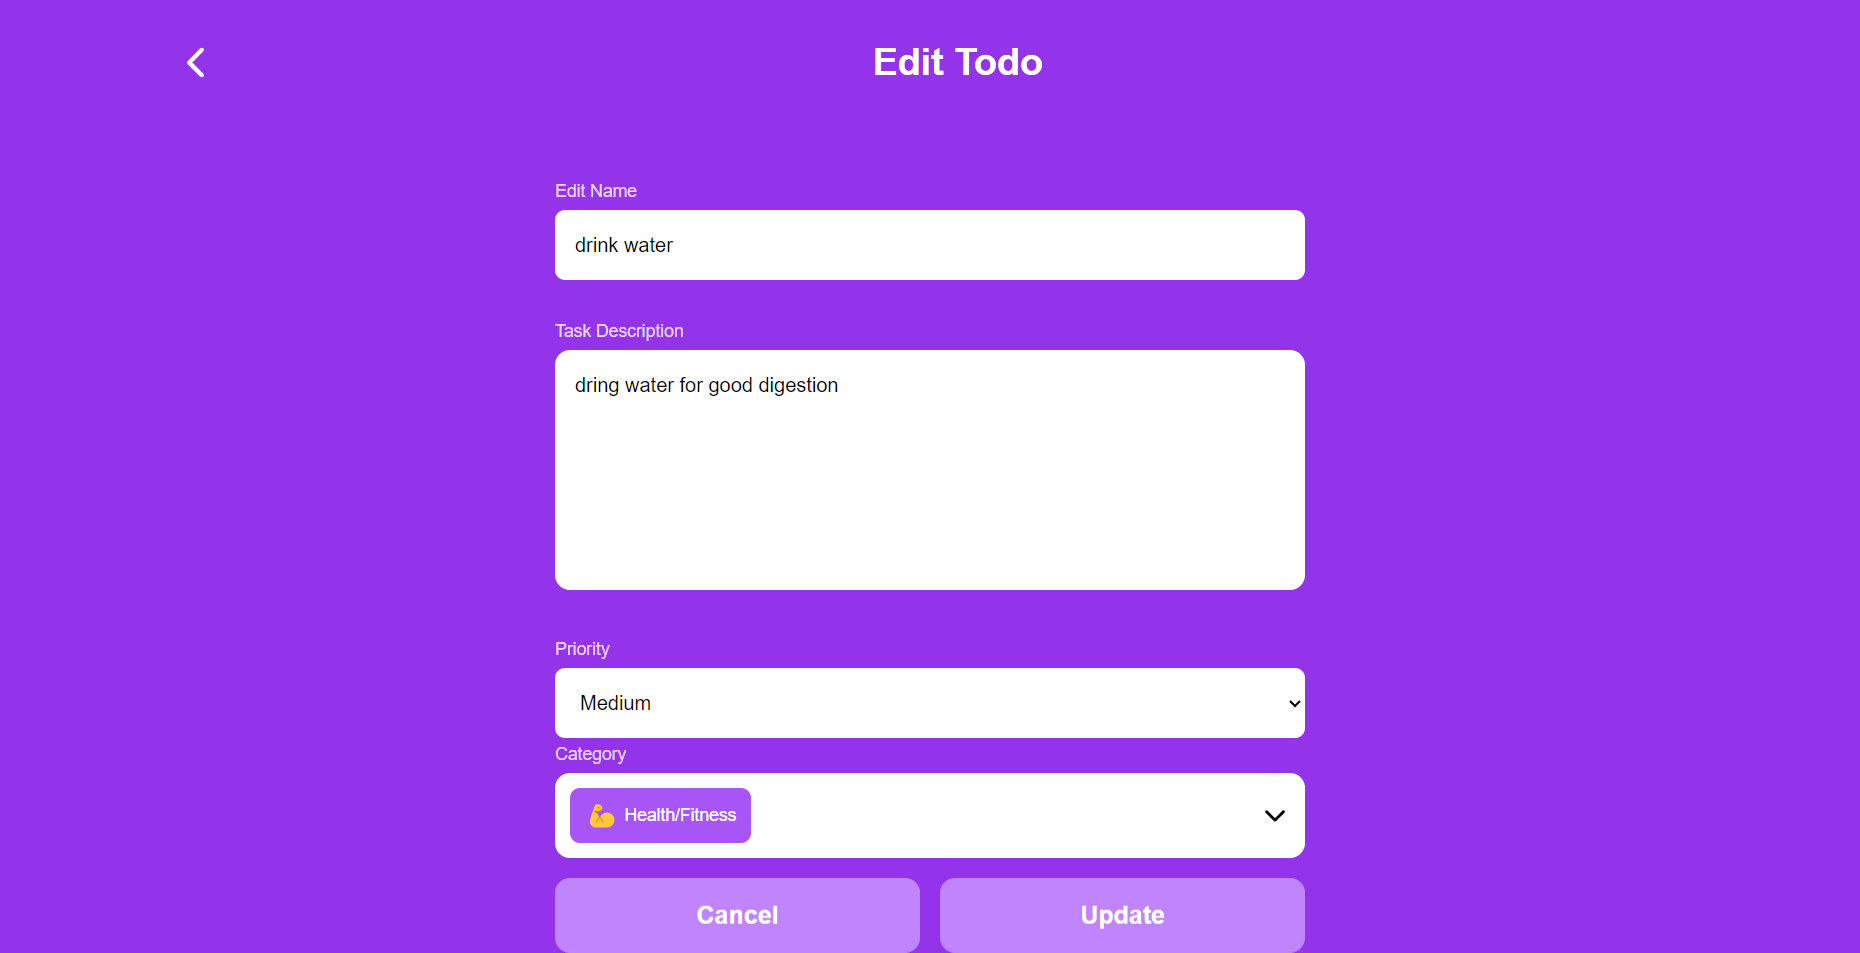 Edit Todo
Edit Name
drink water
Task Description
dring water for good digestion
Priority
Medium
Category
Health/Fitness
Cancel
Update